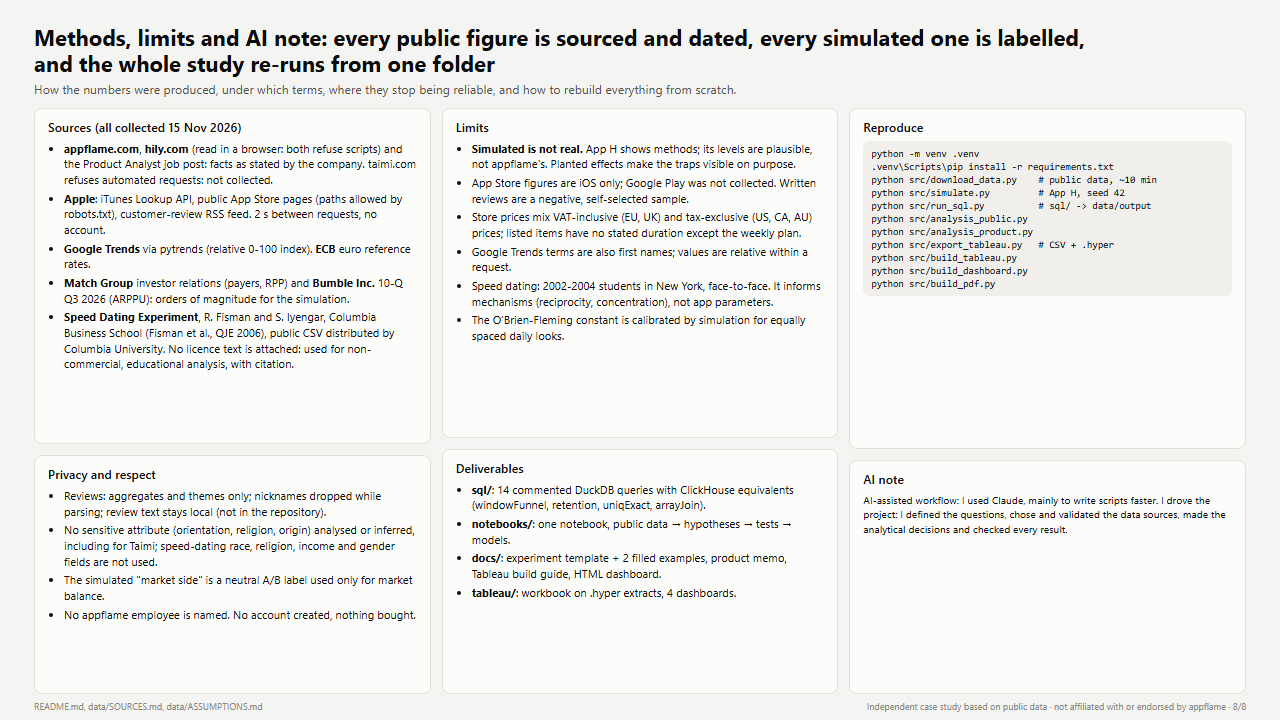 Methods, limits and AI note: every public figure is sourced and dated, every simulated one is labelled,
and the whole study re-runs from one folder
How the numbers were produced, under which terms, where they stop being reliable, and how to rebuild everything from scratch.
Sources (all collected 15 Nov 2026)
• appflame.com, hily.com (read in a browser: both refuse scripts) and
the Product Analyst job post: facts as stated by the company. taimi.com
refuses automated requests: not collected.
• Apple: iTunes Lookup API, public App Store pages (paths allowed by
robots.txt), customer-review RSS feed. 2 s between requests, no
account.
• Google Trends via pytrends (relative 0-100 index). ECB euro reference
rates.
• Match Group investor relations (payers, RPP) and Bumble Inc. 10-Q
Q3 2026 (ARPPU): orders of magnitude for the simulation.
• Speed Dating Experiment, R. Fisman and S. Iyengar, Columbia
Business School (Fisman et al., QJE 2006), public CSV distributed by
Columbia University. No licence text is attached: used for non-
commercial, educational analysis, with citation.
Privacy and respect
• Reviews: aggregates and themes only; nicknames dropped while
parsing; review text stays local (not in the repository).
• No sensitive attribute (orientation, religion, origin) analysed or inferred,
including for Taimi; speed-dating race, religion, income and gender
fields are not used.
• The simulated "market side" is a neutral A/B label used only for market
balance.
• No appflame employee is named. No account created, nothing bought.
Limits
• Simulated is not real. App H shows methods; its levels are plausible,
not appflame's. Planted effects make the traps visible on purpose.
• App Store figures are iOS only; Google Play was not collected. Written
reviews are a negative, self-selected sample.
• Store prices mix VAT-inclusive (EU, UK) and tax-exclusive (US, CA, AU)
prices; listed items have no stated duration except the weekly plan.
• Google Trends terms are also first names; values are relative within a
request.
• Speed dating: 2002-2004 students in New York, face-to-face. It informs
mechanisms (reciprocity, concentration), not app parameters.
• The O'Brien-Fleming constant is calibrated by simulation for equally
spaced daily looks.
Deliverables
• sql/: 14 commented DuckDB queries with ClickHouse equivalents
(windowFunnel, retention, uniqExact, arrayJoin).
• notebooks/: one notebook, public data → hypotheses → tests →
models.
• docs/: experiment template + 2 filled examples, product memo,
Tableau build guide, HTML dashboard.
• tableau/: workbook on .hyper extracts, 4 dashboards.
Reproduce
python -m venv .venv
.venv\Scripts\pip install -r requirements.txt
python src/download_data.py # public data, ~10 min
python src/simulate.py # App H, seed 42
python src/run_sql.py # sql/ -> data/output
python src/analysis_public.py
python src/analysis_product.py
python src/export_tableau.py # CSV + .hyper
python src/build_tableau.py
python src/build_dashboard.py
python src/build_pdf.py
AI note
AI-assisted workflow: I used Claude, mainly to write scripts faster. I drove the
project: I defined the questions, chose and validated the data sources, made the
analytical decisions and checked every result.
README.md, data/SOURCES.md, data/ASSUMPTIONS.md
Independent case study based on public data · not affiliated with or endorsed by appflame · 8/8